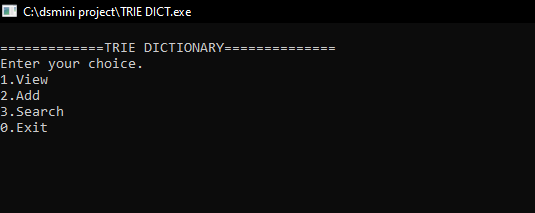 C:\dsmini project\TRIE DICT.exe
=============TRIE DICTIONARY==============
Enter your choice.
1.View
2.Add
3.Search
0.Exit